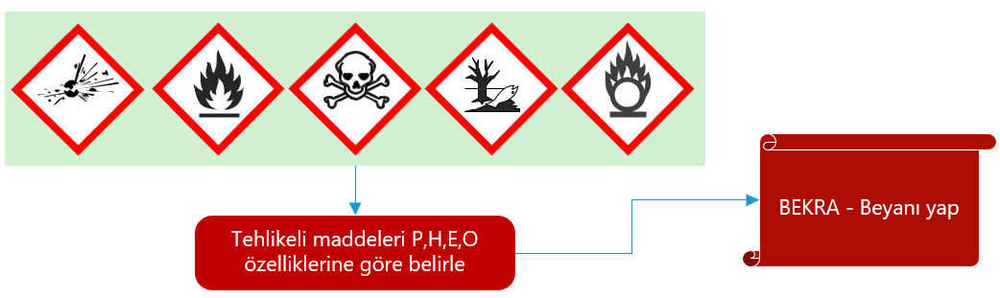 Tehlikeli maddeleri P,H,E,O
özelliklerine göre belirle
BEKRA - Beyanı yap